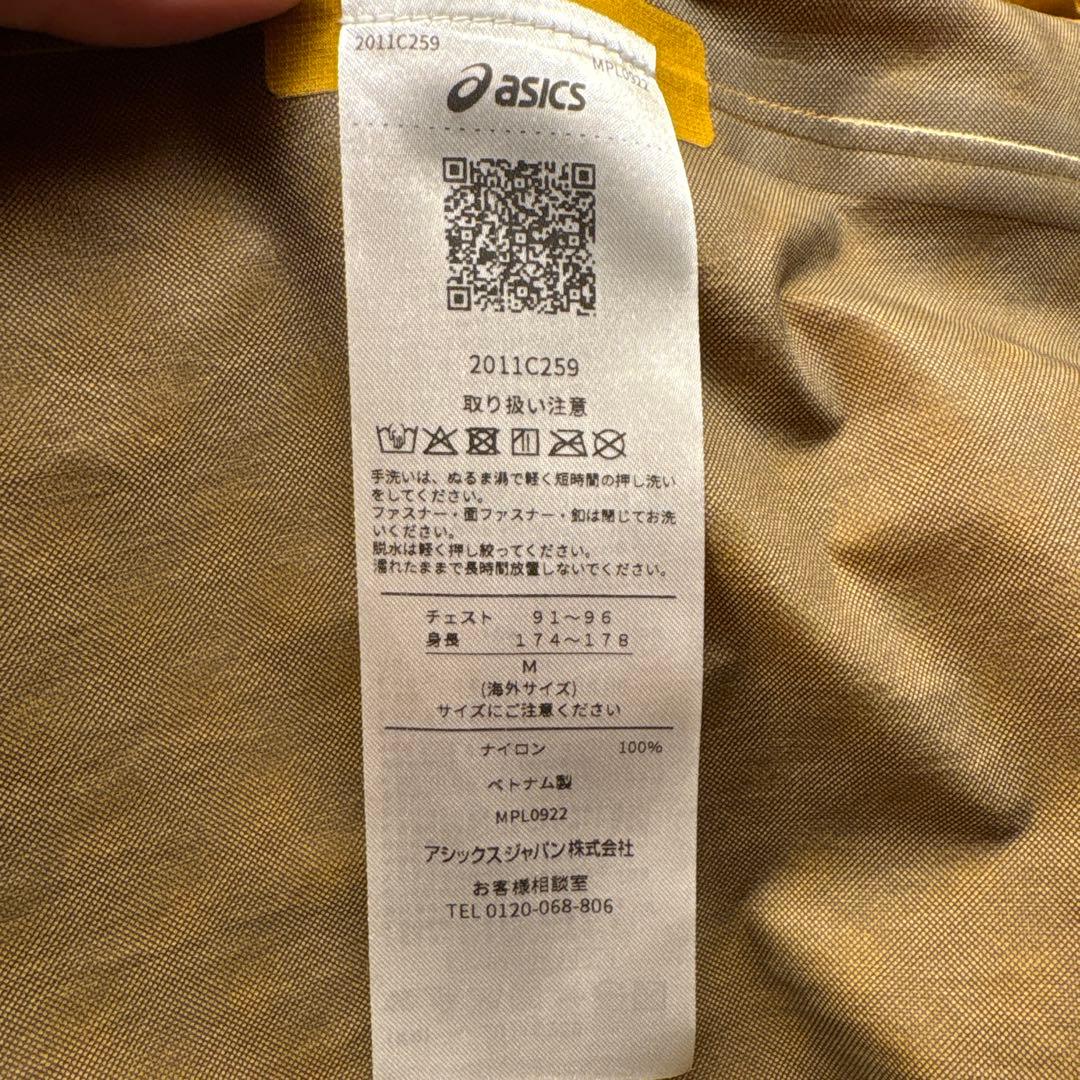 2011C259
MPL0922
asics
2011C259
取り扱い注意
手洗いは、ぬるま湯で軽く短時間の押し洗い
をしてください。
ファスナー・面ファスナー・釦は閉じてお洗
いください。
脱水は軽く押し絞ってください。
濡れたままで長時間放置しないでください。
チェスト 91～96
身長 174～178
M
(海外サイズ)
サイズにご注意ください
ナイロン 100%
ベトナム製
MPL0922
アシックスジャパン株式会社
お客様相談室
TEL 0120-068-806